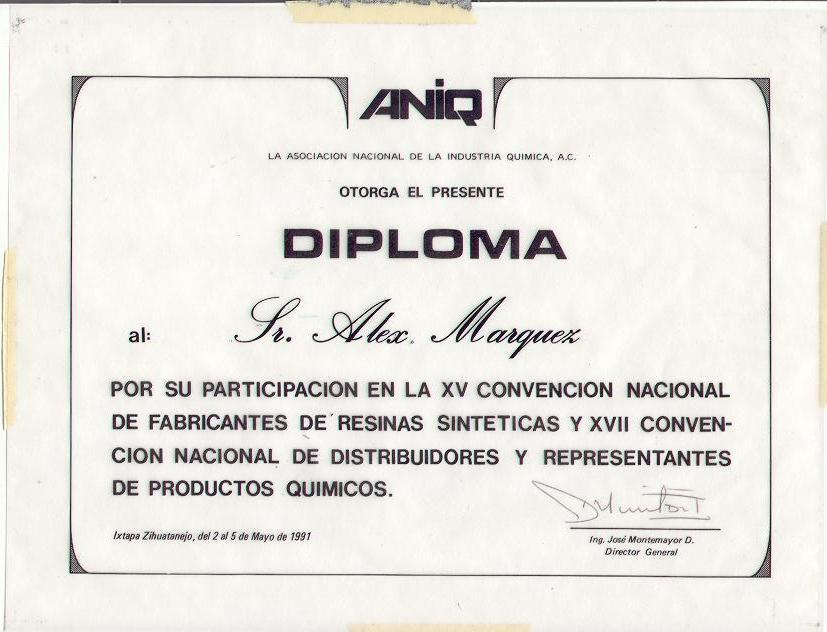 ANIQ
LA ASOCIACION NACIONAL DE LA INDUSTRIA QUIMICA, A.C.
OTORGA EL PRESENTE
DIPLOMA
al: Sr. Alex. Marquez
POR SU PARTICIPACION EN LA XV CONVENCION NACIONAL
DE FABRICANTES DE RESINAS SINTETICAS Y XVII CONVEN-
CION NACIONAL DE DISTRIBUIDORES Y REPRESENTANTES
DE PRODUCTOS QUIMICOS.
Ixtapa Zihuatanejo, del 2 al 5 de Mayo de 1991
Ing. José Montemayor D.
Director General